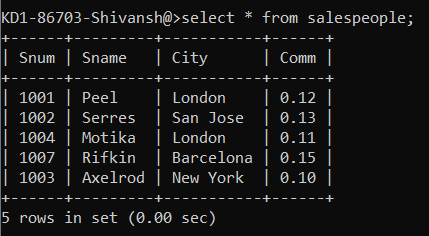 KD1-86703-Shivansh@>select * from salespeople;
+------+---------+-----------+------+
| Snum | Sname   | City      | Comm |
+------+---------+-----------+------+
| 1001 | Peel    | London    | 0.12 |
| 1002 | Serres  | San Jose  | 0.13 |
| 1004 | Motika  | London    | 0.11 |
| 1007 | Rifkin  | Barcelona | 0.15 |
| 1003 | Axelrod | New York  | 0.10 |
+------+---------+-----------+------+
5 rows in set (0.00 sec)